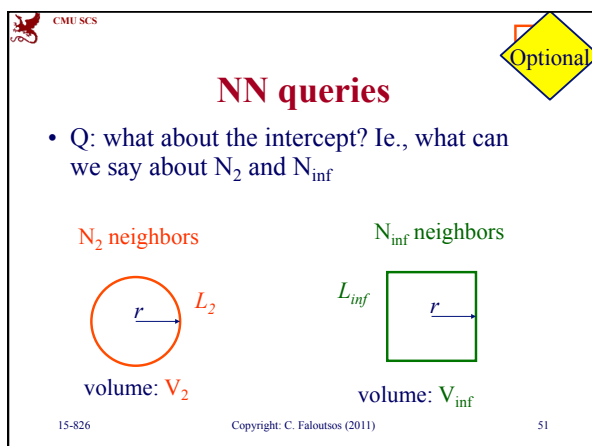 CMU SCS
Optional
NN queries
• Q: what about the intercept? Ie., what can
we say about N2 and Ninf
N2 neighbors
Ninf neighbors
L2
Linf
r
r
volume: V2
volume: Vinf
15-826
Copyright: C. Faloutsos (2011)
51